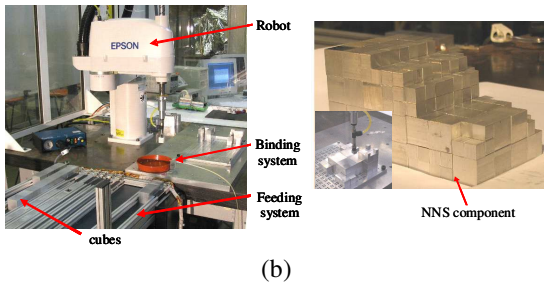 Robot
EPSON
Binding
system
Feeding
system
cubes
NNS component
(b)